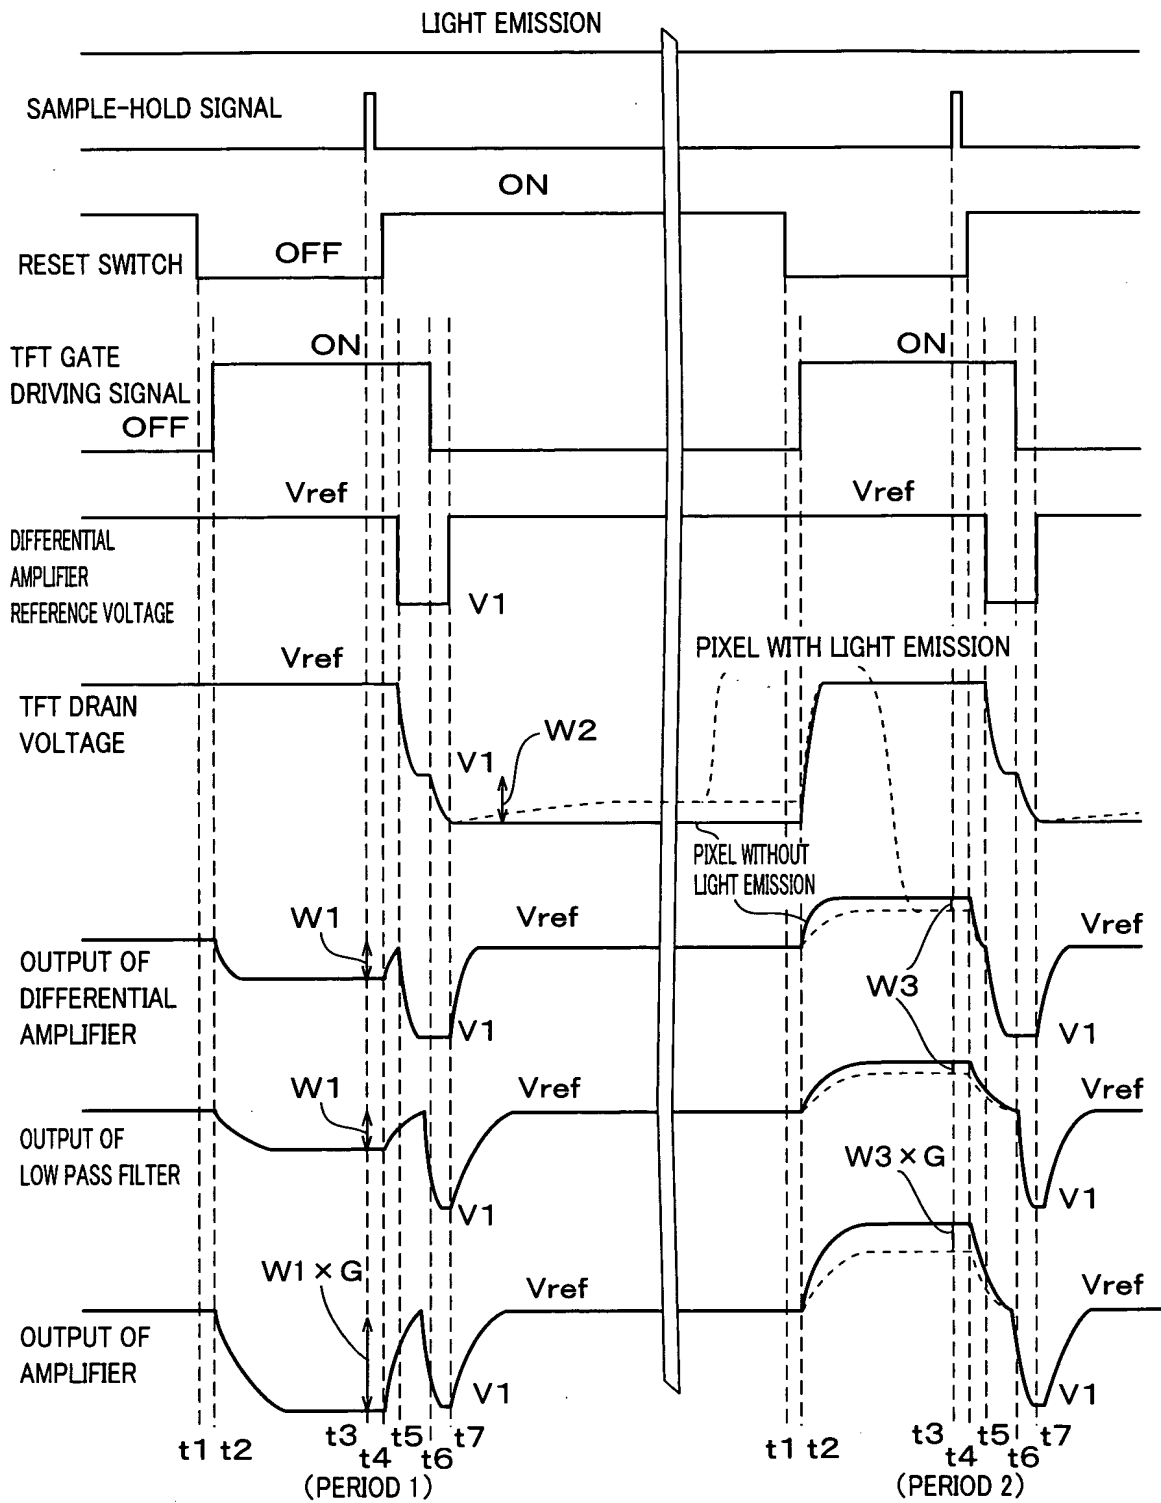 LIGHT EMISSION
SAMPLE-HOLD SIGNAL
ON
OFF
RESET SWITCH
ON
ON
TFT GATE
DRIVING SIGNAL
OFF
Vref
Vref
DIFFERENTIAL
AMPLIFIER
REFERENCE VOLTAGE
V1
Vref
PIXEL WITH LIGHT EMISSION
TFT DRAIN
VOLTAGE
W2
V1
PIXEL WITHOUT
LIGHT EMISSION
W1
Vref
Vref
OUTPUT OF
DIFFERENTIAL
AMPLIFIER
W3
V1
V1
W1
Vref
Vref
OUTPUT OF
LOW PASS FILTER
W3×G
V1
V1
W1×G
Vref
Vref
OUTPUT OF
AMPLIFIER
V1
V1
t1 t2 t3 t4 t5 t6 t7
t1 t2 t3 t4 t5 t6 t7
(PERIOD 1)
(PERIOD 2)